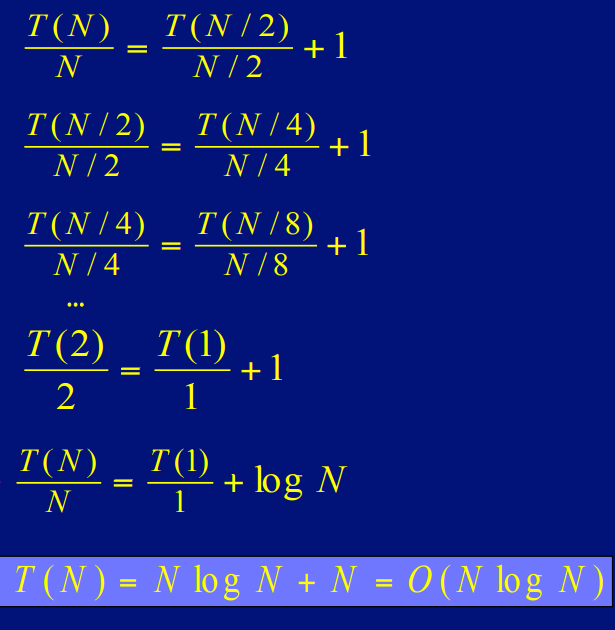 T(N)/N = T(N/2)/N/2 + 1
T(N/2)/N/2 = T(N/4)/N/4 + 1
T(N/4)/N/4 = T(N/8)/N/8 + 1
...
T(2)/2 = T(1)/1 + 1
T(N)/N = T(1)/1 + log N
T(N) = N log N + N = O(N log N)